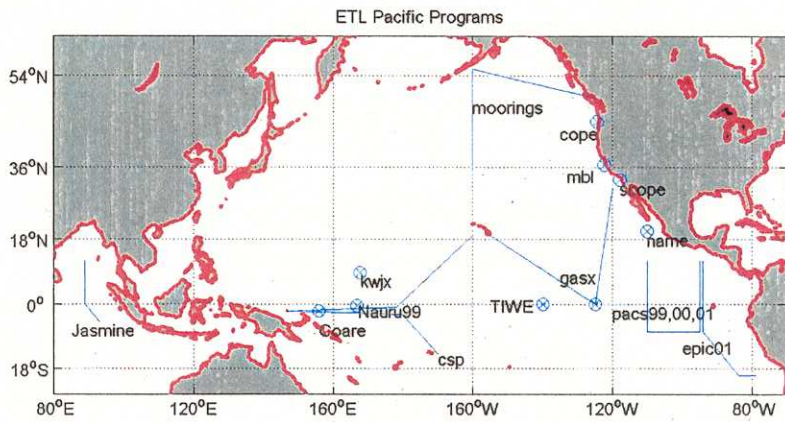 ETL Pacific Programs
54°N
moorings
cope
36°N
mbl
scope
18°N
name
kwjx
gasx
0°
TIWE
Nauru99
pacs99,00,01
Jasmine
Goare
epic01
csp
18°S
80°E
120°E
160°E
160°W
120°W
80°W